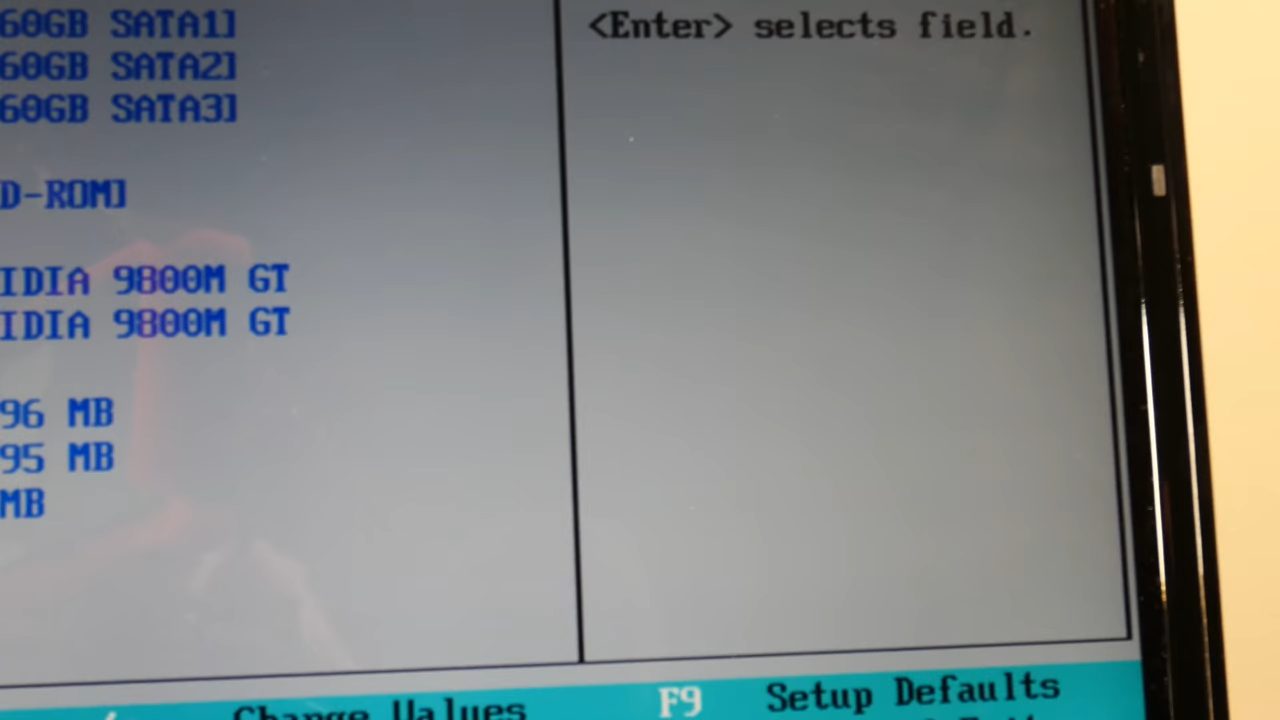 60GB SATA1]
<Enter> selects field.
60GB SATA2]
60GB SATA3]
D-ROM]
IDIA 9800M GT
IDIA 9800M GT
96 MB
95 MB
MB
Change Values
F9 Setup Defaults